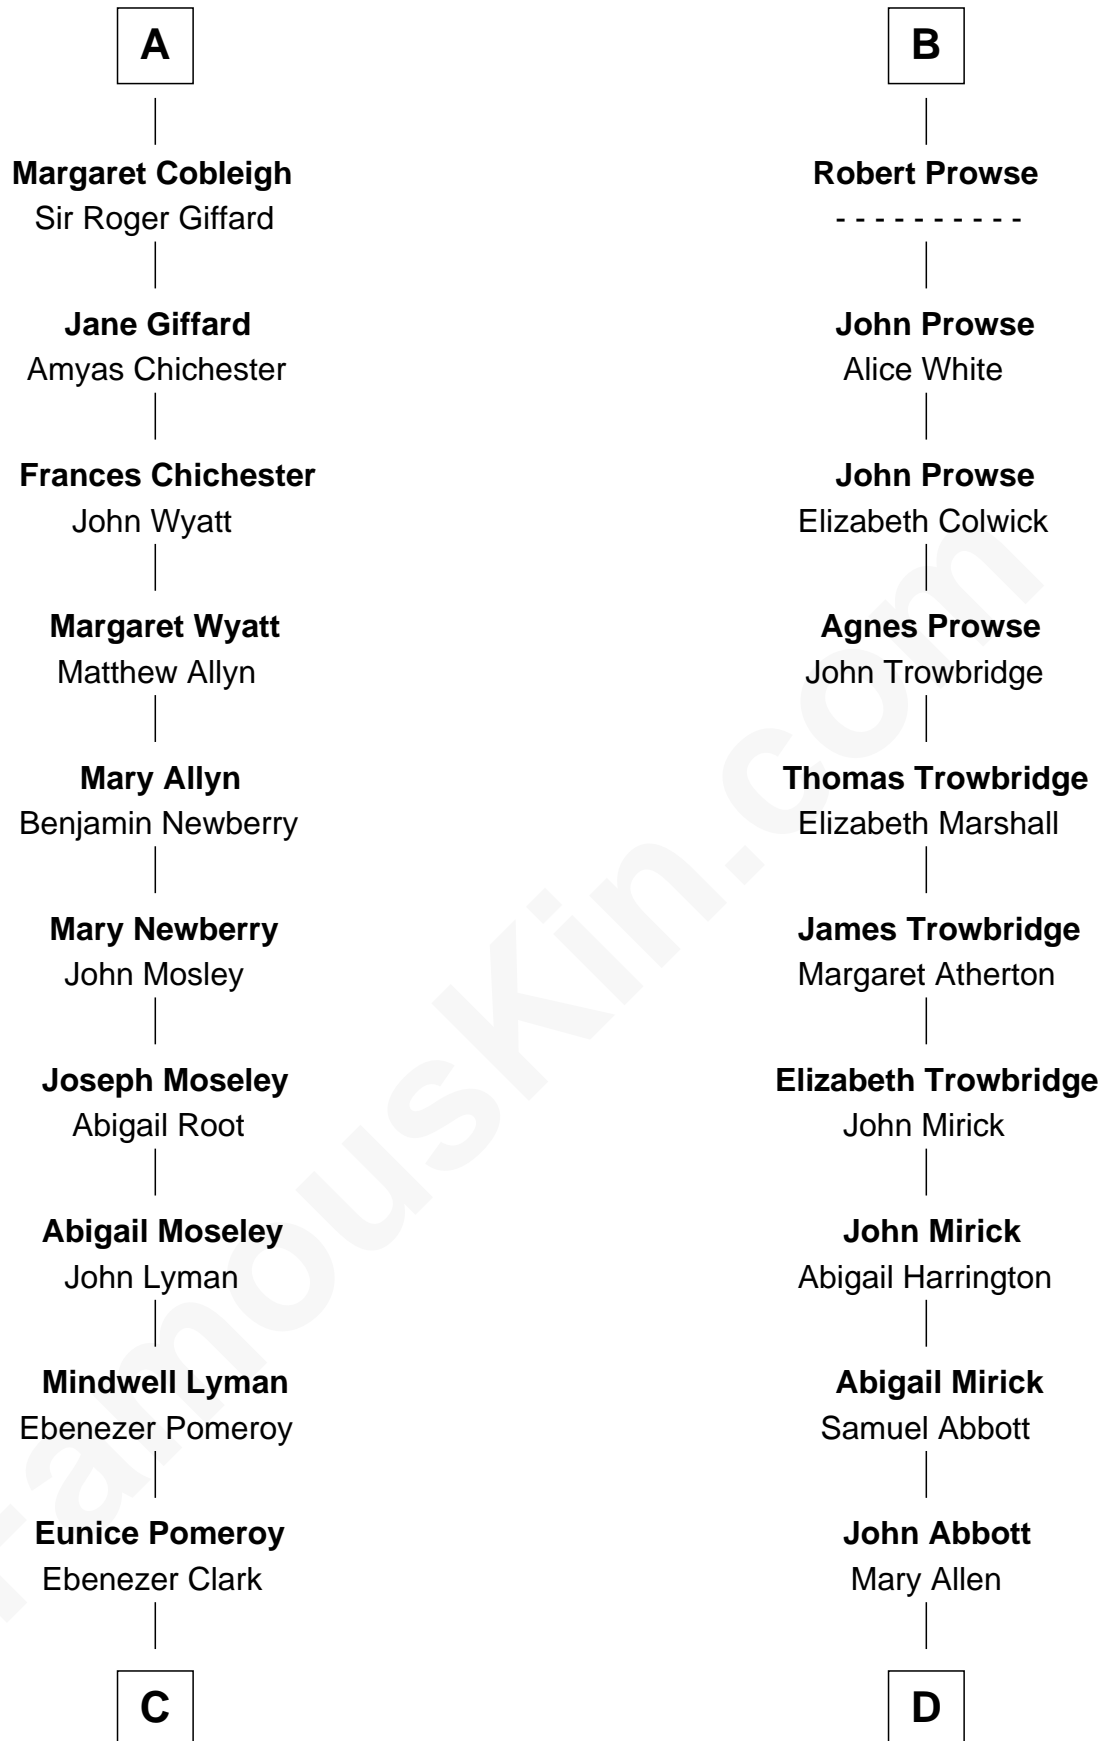 A
Margaret Cobleigh
Sir Roger Giffard
Jane Giffard
Amyas Chichester
Frances Chichester
John Wyatt
Margaret Wyatt
Matthew Allyn
Mary Allyn
Benjamin Newberry
Mary Newberry
John Mosley
Joseph Moseley
Abigail Root
Abigail Moseley
John Lyman
Mindwell Lyman
Ebenezer Pomeroy
Eunice Pomeroy
Ebenezer Clark
C
B
Robert Prowse
- - - - - - - - - -
John Prowse
Alice White
John Prowse
Elizabeth Colwick
Agnes Prowse
John Trowbridge
Thomas Trowbridge
Elizabeth Marshall
James Trowbridge
Margaret Atherton
Elizabeth Trowbridge
John Mirick
John Mirick
Abigail Harrington
Abigail Mirick
Samuel Abbott
John Abbott
Mary Allen
D
FamousKin.com